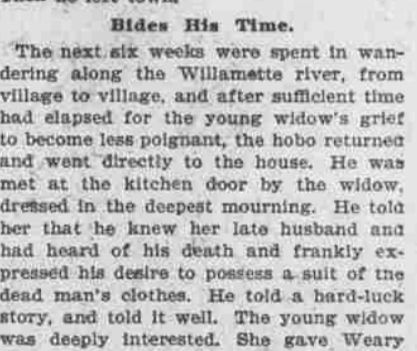 Bides His Time.
The next six weeks were spent in wan-
dering along the Willamette river, from
village to village, and after sufficient time
had elapsed for the young widow's grief
to become less poignant, the hobo returned
and went directly to the house. He was
met at the kitchen door by the widow,
dressed in the deepest mourning. He told
her that he knew her late husband and
had heard of his death and frankly ex-
pressed his desire to possess a suit of the
dead man's clothes. He told a hard-luck
story, and told it well. The young widow
was deeply interested. She gave Weary